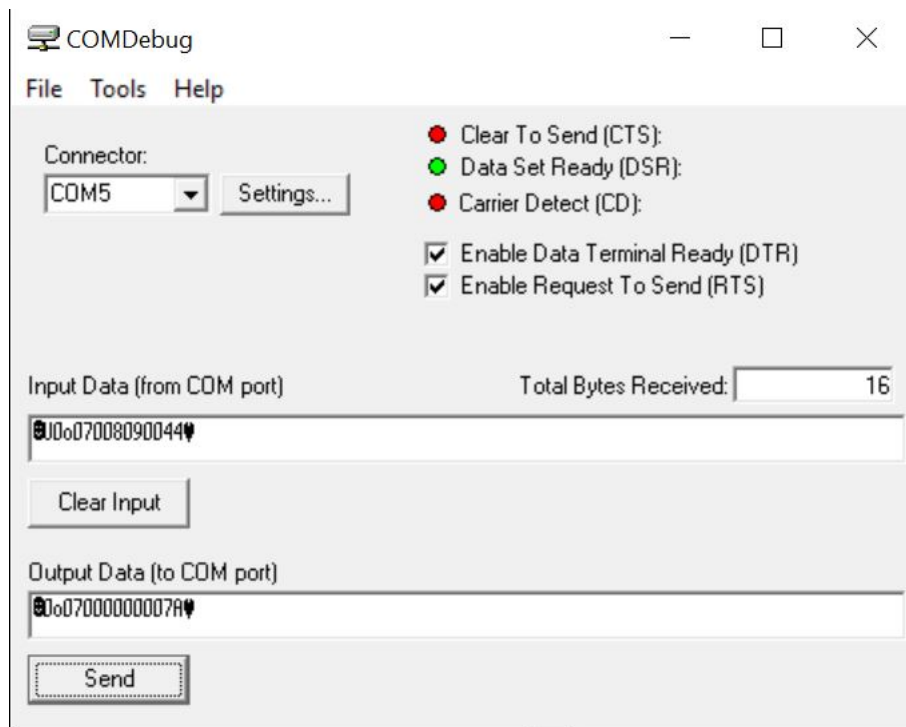 COMDebug
File Tools Help
Connector:
COM5
Settings...
Clear To Send (CTS):
Data Set Ready (DSR):
Carrier Detect (CD):
Enable Data Terminal Ready (DTR)
Enable Request To Send (RTS)
Input Data (from COM port)
Total Bytes Received: 16
☻U0o07008090044♥
Clear Input
Output Data (to COM port)
☻0o07000000007A♥
Send